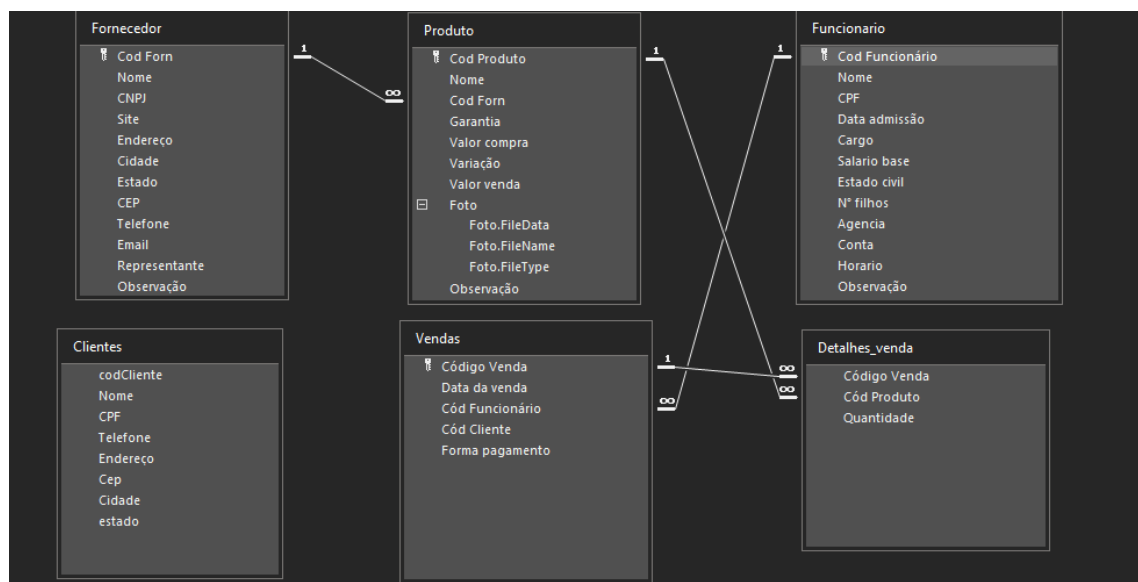 Fornecedor
Cod Forn
Nome
CNPJ
Site
Endereço
Cidade
Estado
CEP
Telefone
Email
Representante
Observação
1
∞
Produto
Cod Produto
Nome
Cod Forn
Garantia
Valor compra
Variação
Valor venda
Foto
Foto.FileData
Foto.FileName
Foto.FileType
Observação
1
1
Funcionario
Cod Funcionário
Nome
CPF
Data admissão
Cargo
Salario base
Estado civil
N° filhos
Agencia
Conta
Horario
Observação
Clientes
codCliente
Nome
CPF
Telefone
Endereço
Cep
Cidade
estado
Vendas
Código Venda
Data da venda
Cód Funcionário
Cód Cliente
Forma pagamento
1
∞
∞
∞
Detalhes_venda
Código Venda
Cód Produto
Quantidade